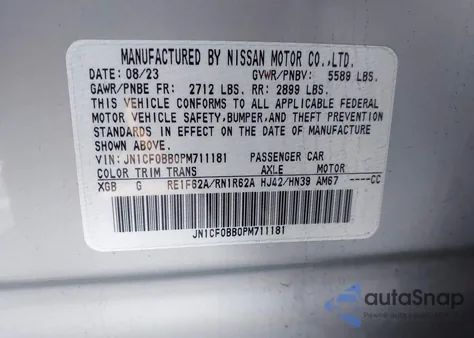 MANUFACTURED BY NISSAN MOTOR CO.,LTD.
DATE: 08/23 GVWR/PNBV: 5589 LBS.
GAWR/PNBE FR: 2712 LBS. RR: 2899 LBS.
THIS VEHICLE CONFORMS TO ALL APPLICABLE FEDERAL
MOTOR VEHICLE SAFETY,BUMPER,AND THEFT PREVENTION
STANDARDS IN EFFECT ON THE DATE OF MANUFACTURE
SHOWN ABOVE.
VIN: JN1CF0BB0PM711181 PASSENGER CAR
COLOR TRIM TRANS AXLE MOTOR
XGB G RE1F62A/RN1R62A HJ42/HN39 AM67 ----CC
JN1CF0BB0PM711181
autoSnap